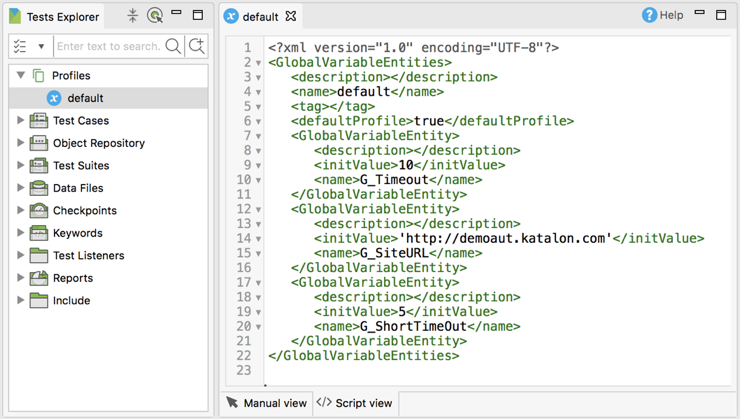 Tests Explorer
Enter text to search.
Profiles
default
Test Cases
Object Repository
Test Suites
Data Files
Checkpoints
Keywords
Test Listeners
Reports
Include
default
Help
1 <?xml version="1.0" encoding="UTF-8"?>
2 <GlobalVariableEntities>
3 <description></description>
4 <name>default</name>
5 <tag></tag>
6 <defaultProfile>true</defaultProfile>
7 <GlobalVariableEntity>
8 <description></description>
9 <initValue>10</initValue>
10 <name>G_Timeout</name>
11 </GlobalVariableEntity>
12 <GlobalVariableEntity>
13 <description></description>
14 <initValue>'http://demoaut.katalon.com'</initValue>
15 <name>G_SiteURL</name>
16 </GlobalVariableEntity>
17 <GlobalVariableEntity>
18 <description></description>
19 <initValue>5</initValue>
20 <name>G_ShortTimeOut</name>
21 </GlobalVariableEntity>
22 </GlobalVariableEntities>
23
Manual view
</> Script view